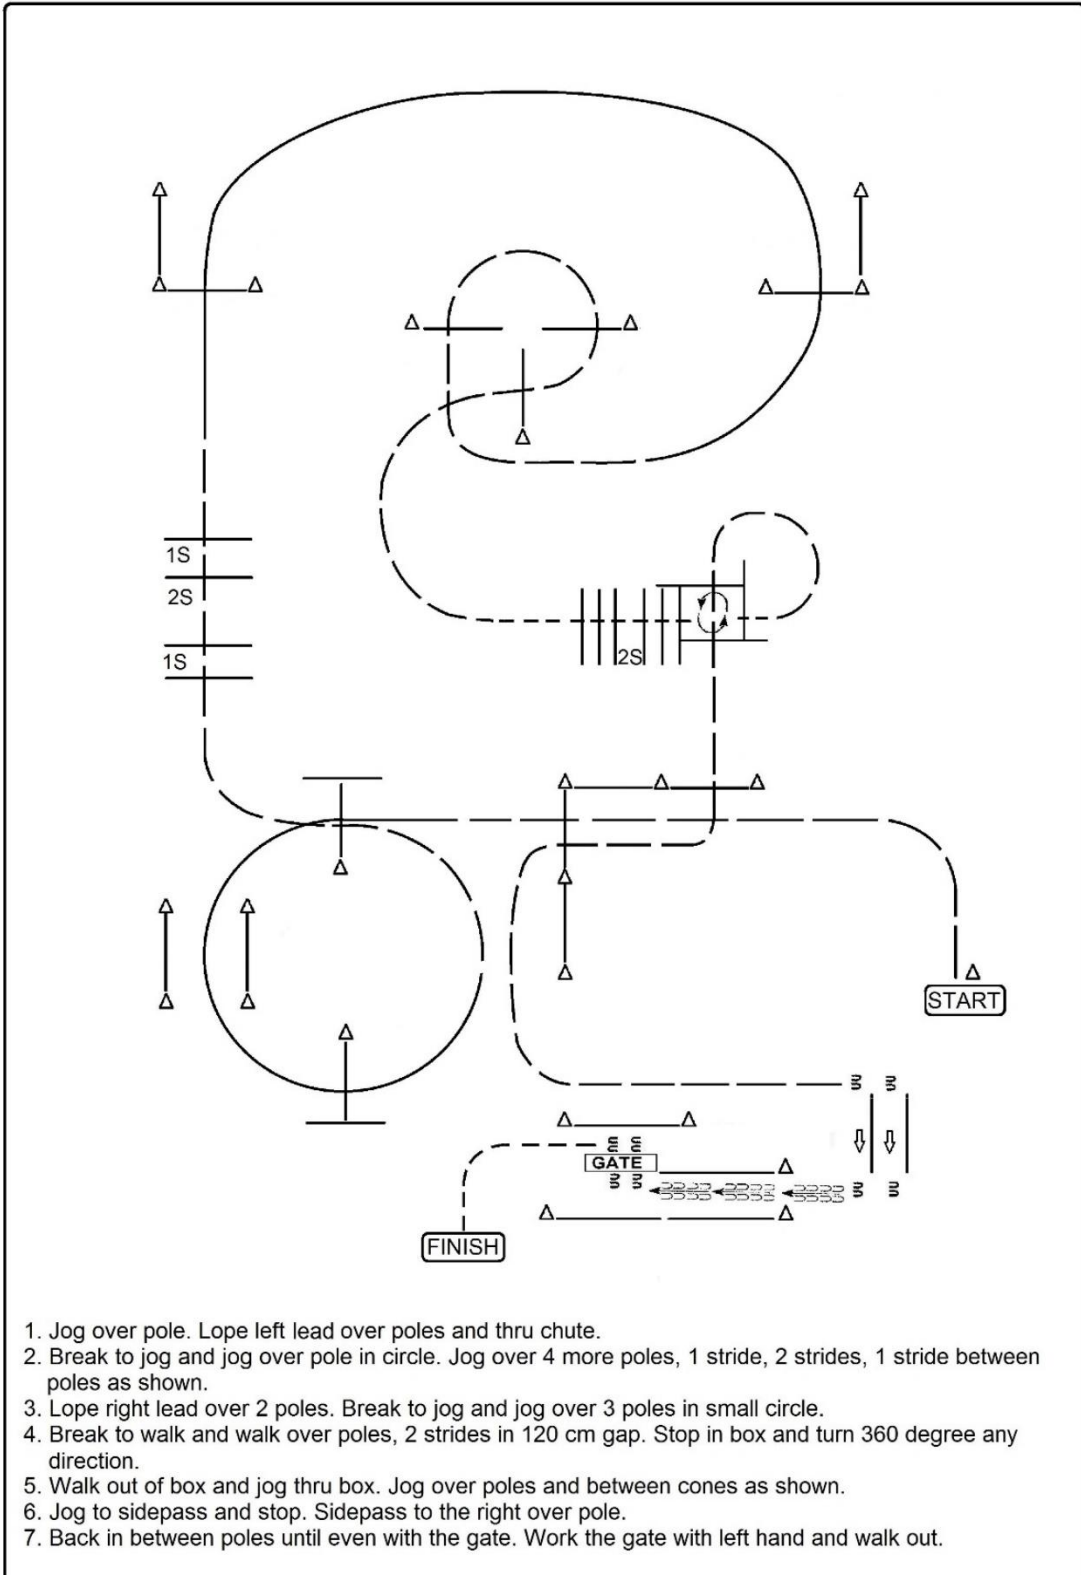 1S
2S
1S
2S
START
GATE
FINISH
1. Jog over pole. Lope left lead over poles and thru chute.
2. Break to jog and jog over pole in circle. Jog over 4 more poles, 1 stride, 2 strides, 1 stride between
poles as shown.
3. Lope right lead over 2 poles. Break to jog and jog over 3 poles in small circle.
4. Break to walk and walk over poles, 2 strides in 120 cm gap. Stop in box and turn 360 degree any
direction.
5. Walk out of box and jog thru box. Jog over poles and between cones as shown.
6. Jog to sidepass and stop. Sidepass to the right over pole.
7. Back in between poles until even with the gate. Work the gate with left hand and walk out.